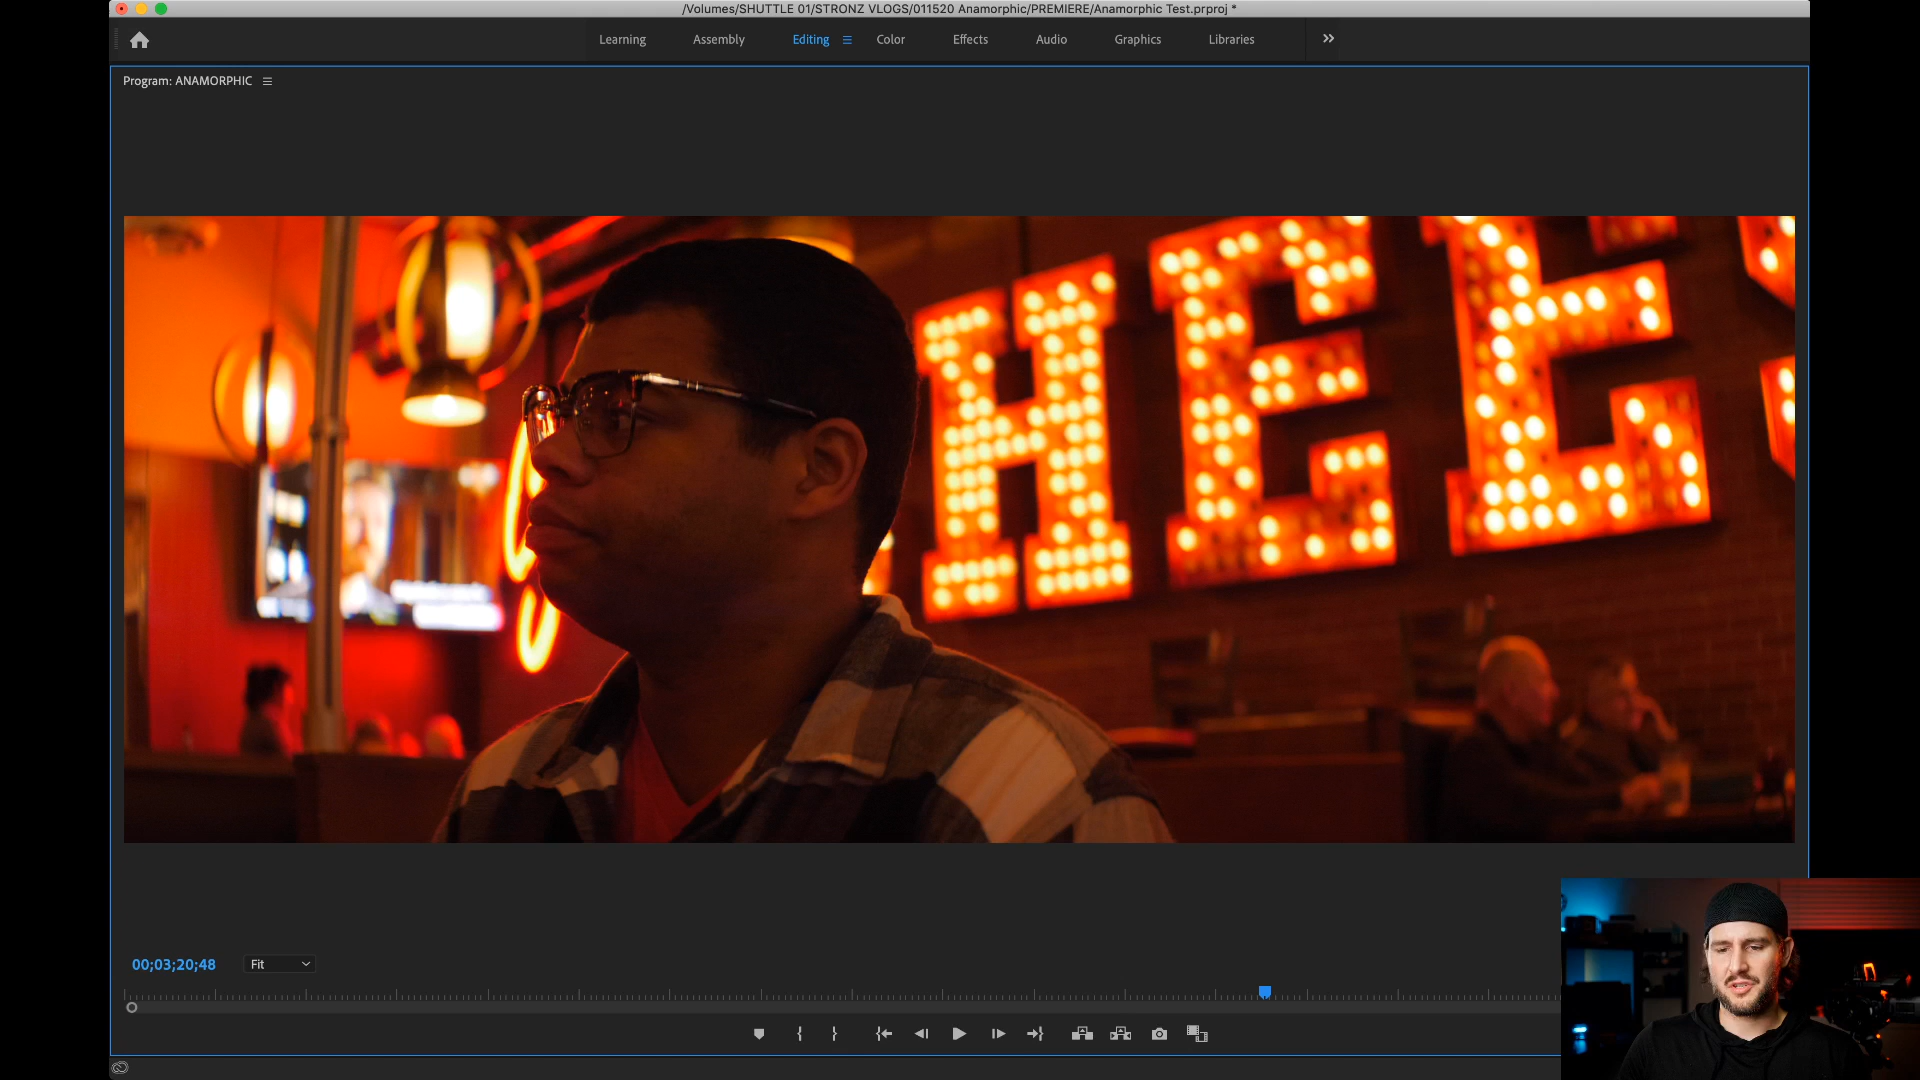 /Volumes/SHUTTLE 01/STRONZ VLOGS/011520 Anamorphic/PREMIERE/Anamorphic Test.prproj *
Learning Assembly Editing Color Effects Audio Graphics Libraries
Program: ANAMORPHIC
HEL
00;03;20;48 Fit